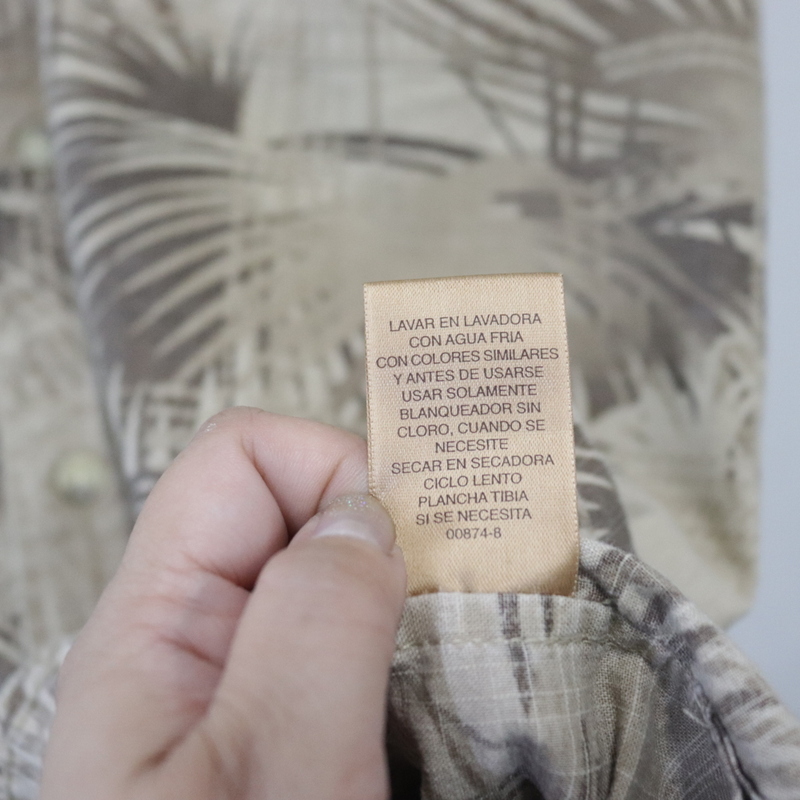 LAVAR EN LAVADORA
CON AGUA FRIA
CON COLORES SIMILARES
Y ANTES DE USARSE
USAR SOLAMENTE
BLANQUEADOR SIN
CLORO, CUANDO SE
NECESITE
SECAR EN SECADORA
CICLO LENTO
PLANCHA TIBIA
SI SE NECESITA
00874-B